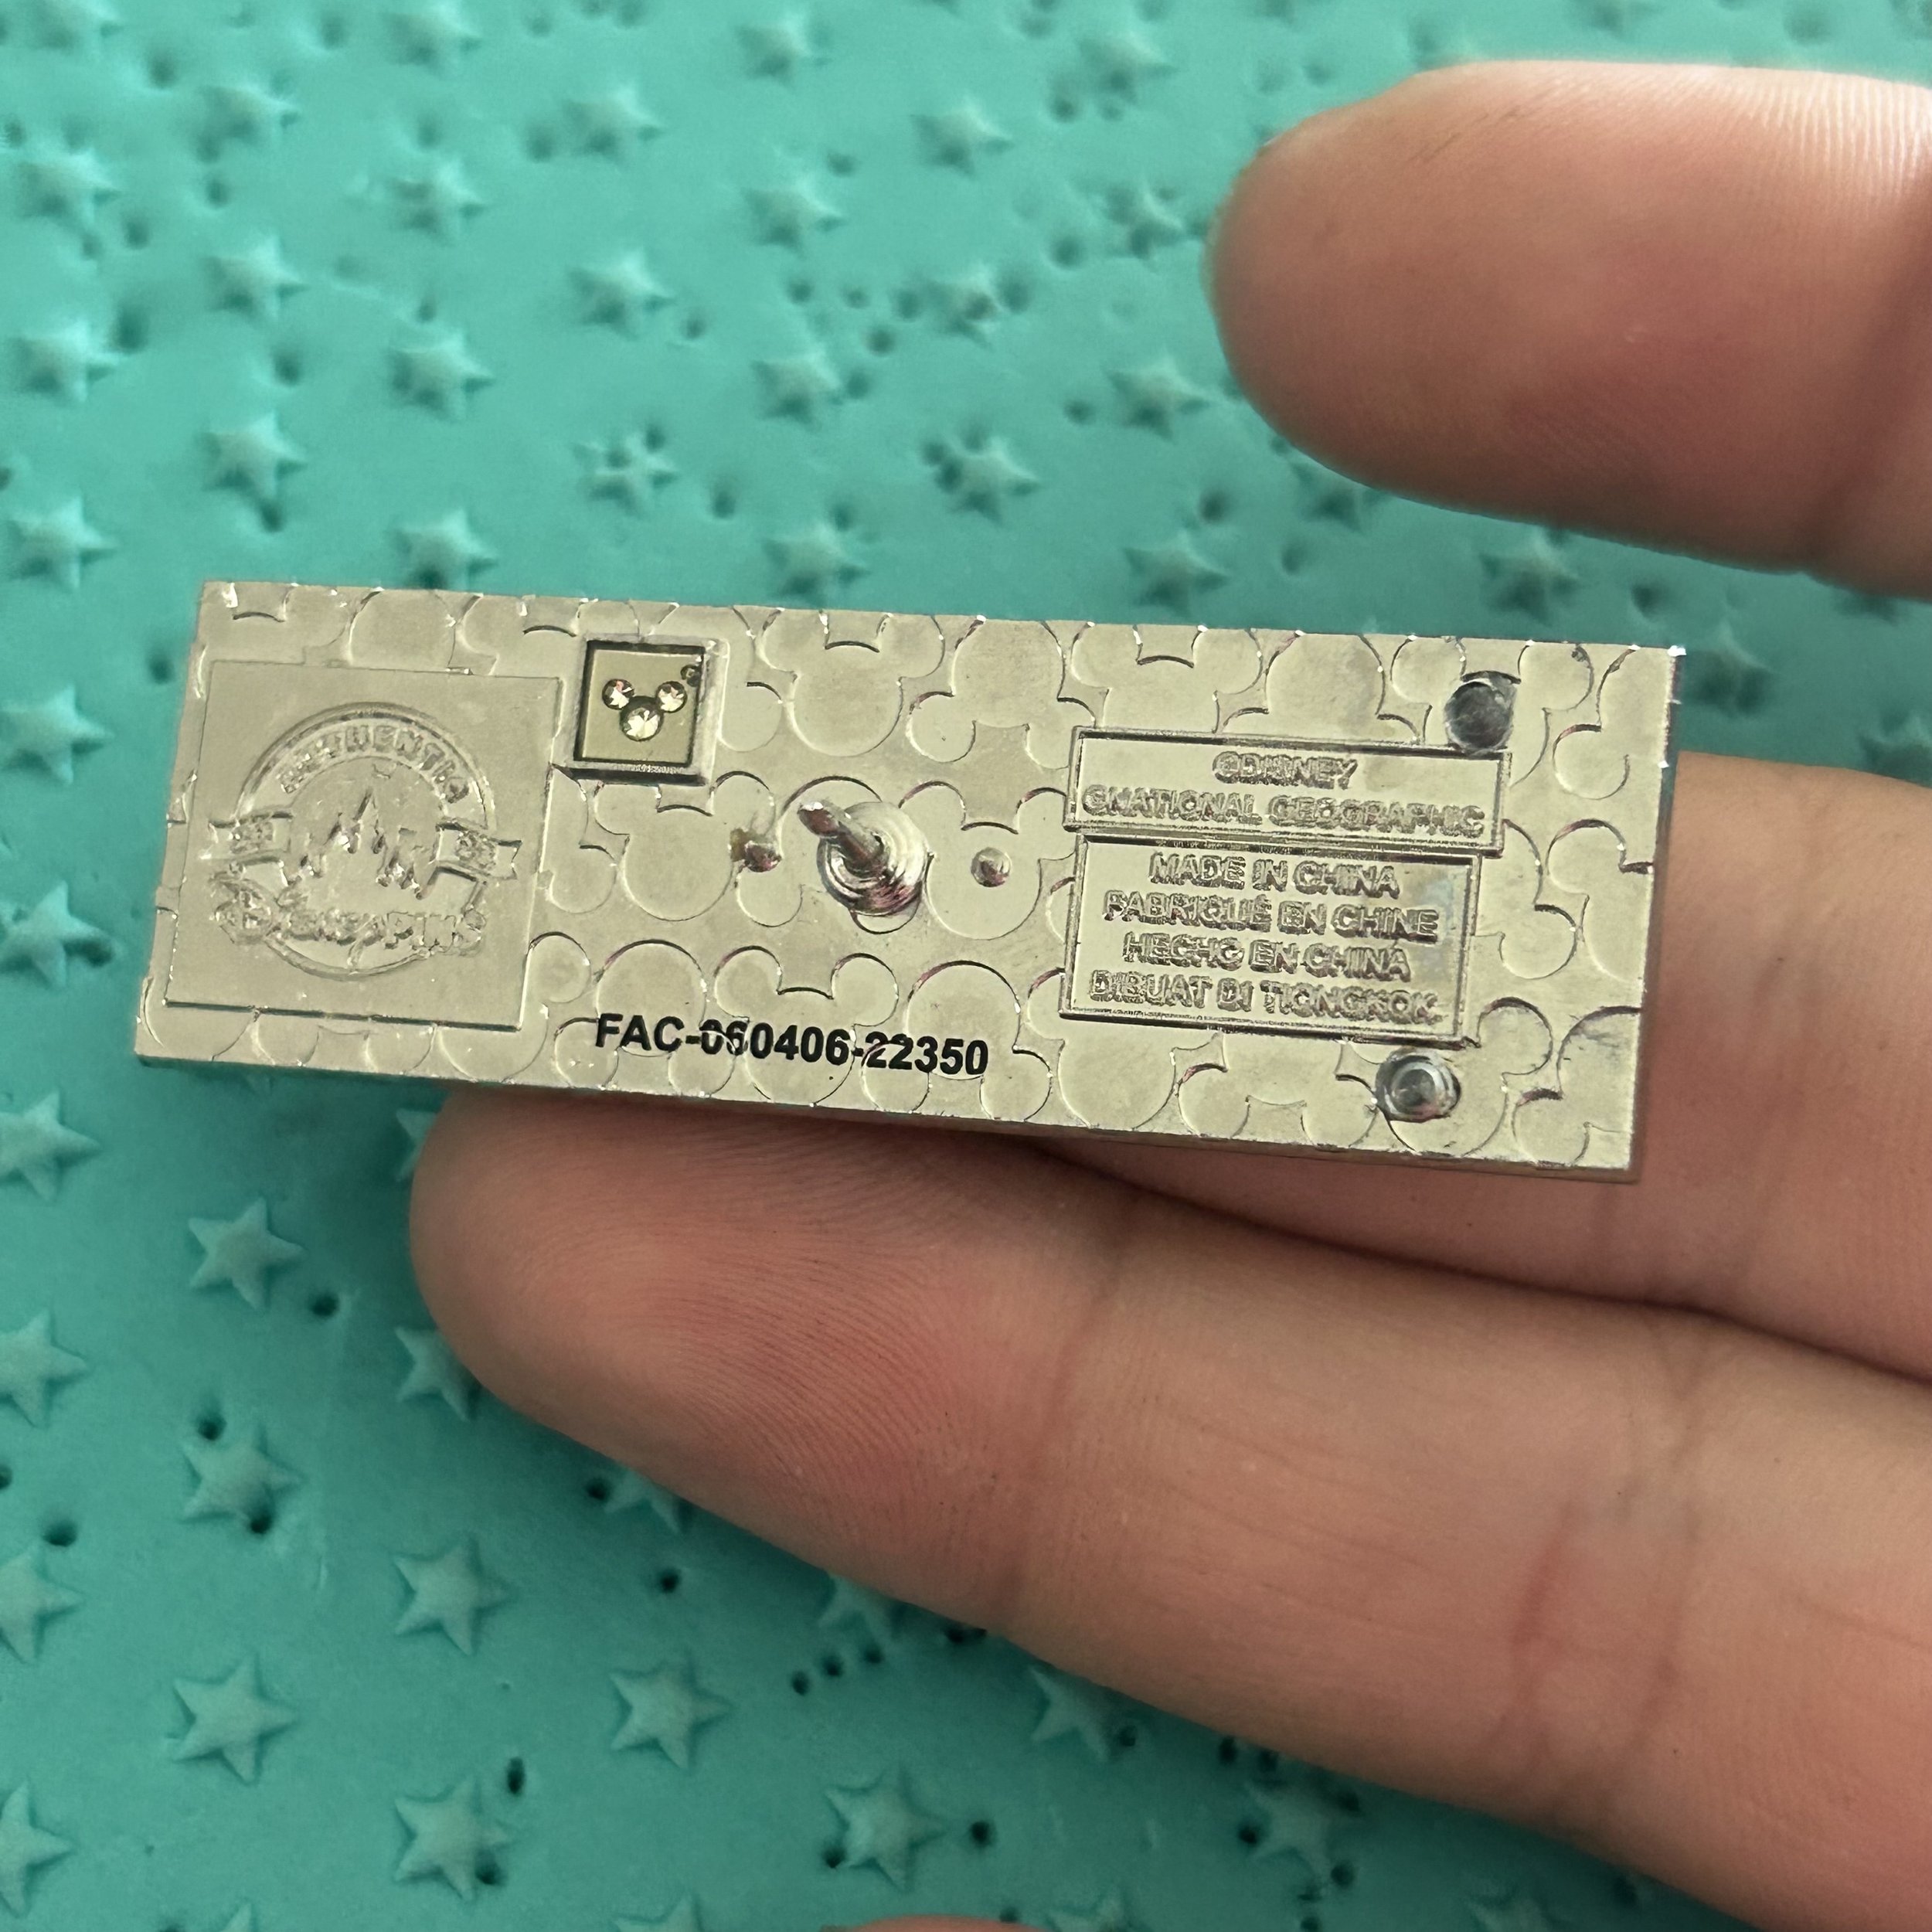 AUTHENTIC
Disney PINS
©DISNEY
©NATIONAL GEOGRAPHIC
MADE IN CHINA
FABRIQUÉ EN CHINE
HECHO EN CHINA
DIBUAT DI TIONGKOK
FAC-060406-22350